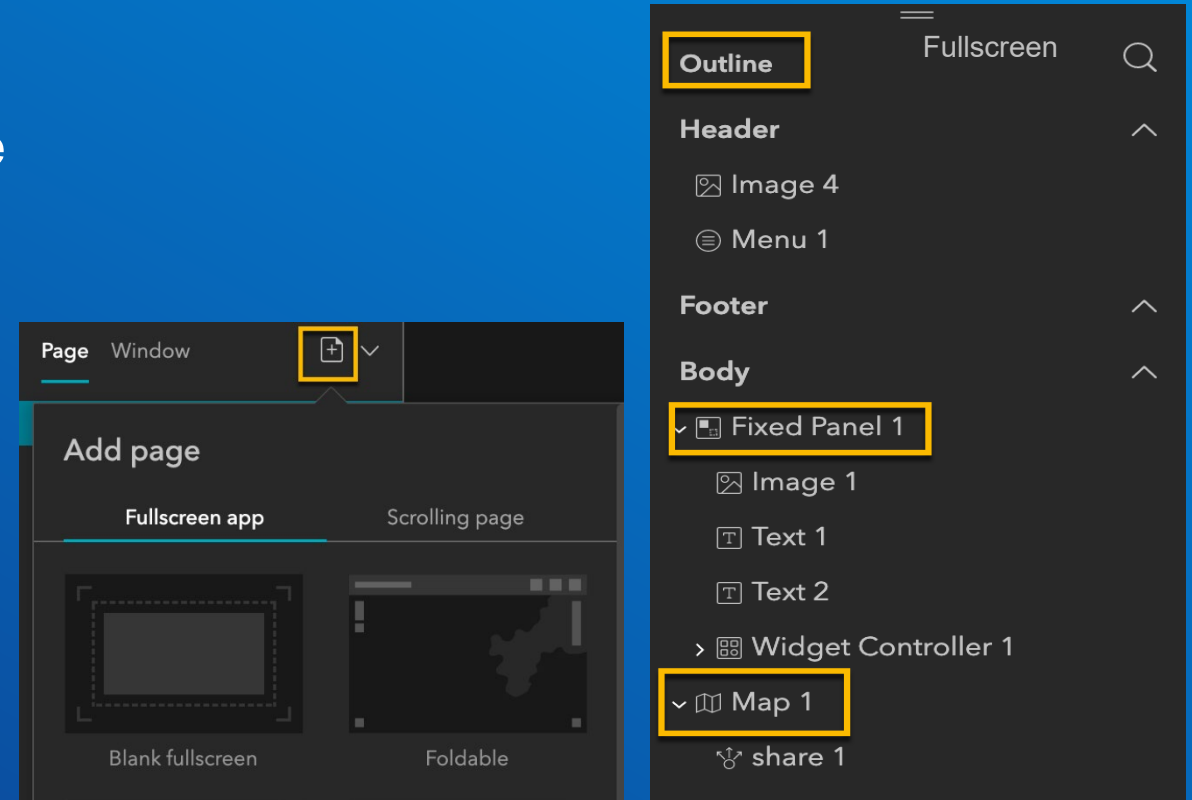 e
Page Window
Add page
Fullscreen app Scrolling page
Blank fullscreen Foldable
Outline Fullscreen
Header
Image 4
Menu 1
Footer
Body
Fixed Panel 1
Image 1
Text 1
Text 2
Widget Controller 1
Map 1
share 1